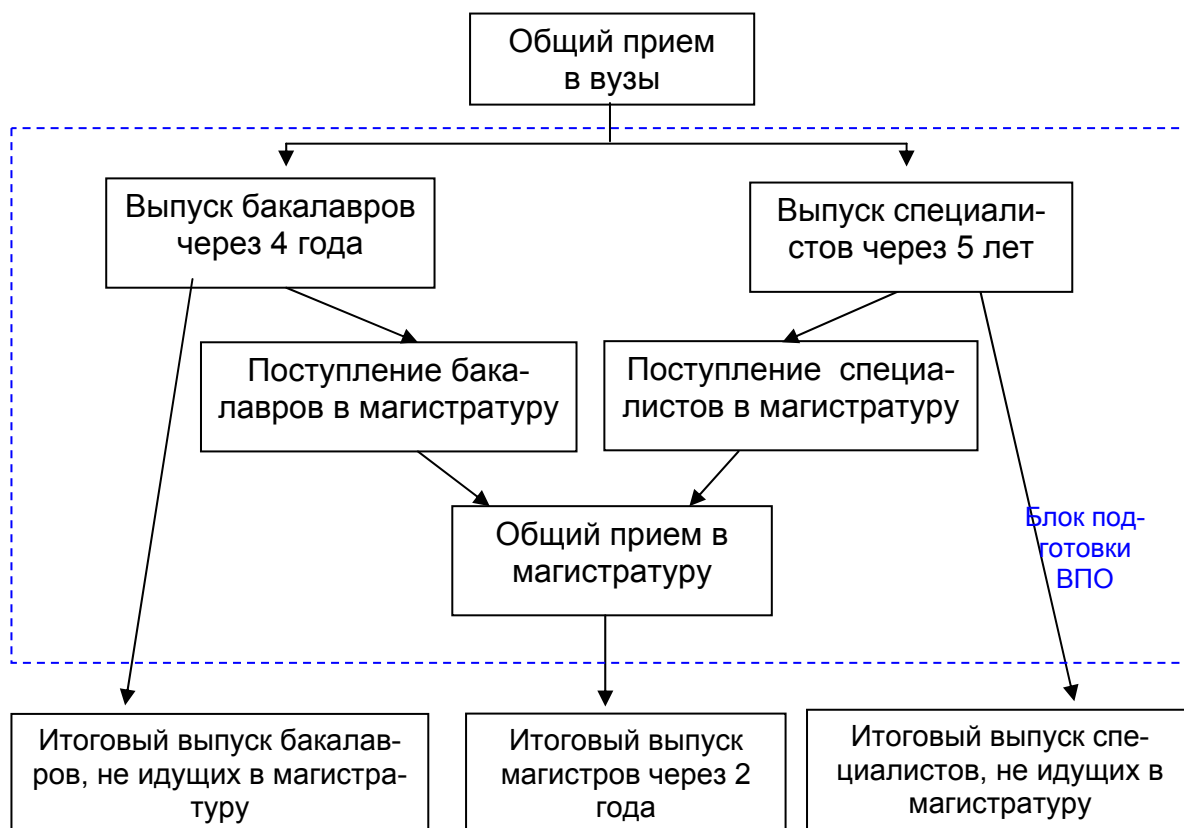 Общий прием
в вузы
Выпуск бакалавров
через 4 года
Выпуск специали-
стов через 5 лет
Поступление бака-
лавров в магистратуру
Поступление специа-
листов в магистратуру
Общий прием в
магистратуру
Блок под-
готовки
ВПО
Итоговый выпуск бакалав-
ров, не идущих в магистра-
туру
Итоговый выпуск
магистров через 2
года
Итоговый выпуск спе-
циалистов, не идущих в
магистратуру